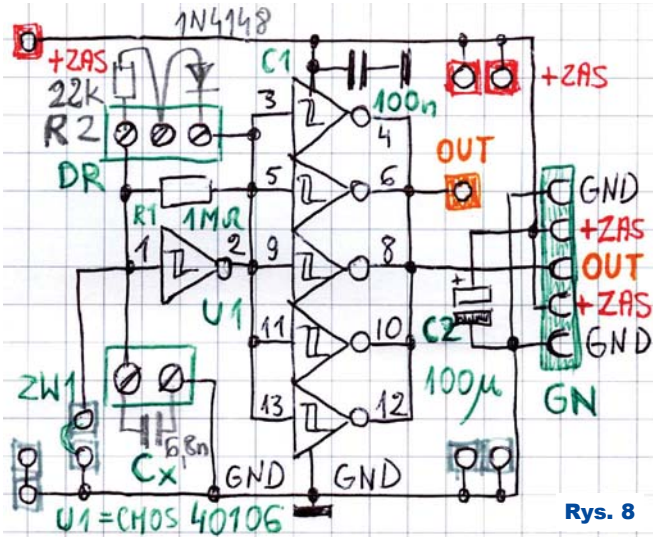 1N4148
+ZAS
22K
R2
DR
C1
100n
3
4
+ZAS
OUT
5
6
R1
1MΩ
GND
+ZAS
OUT
+ZAS
GND
1
2
9
8
U1
11
10
C2
+
100μ
GN
ZW1
13
12
6,8n
Cx
GND
GND
U1=CMOS 40106
Rys. 8